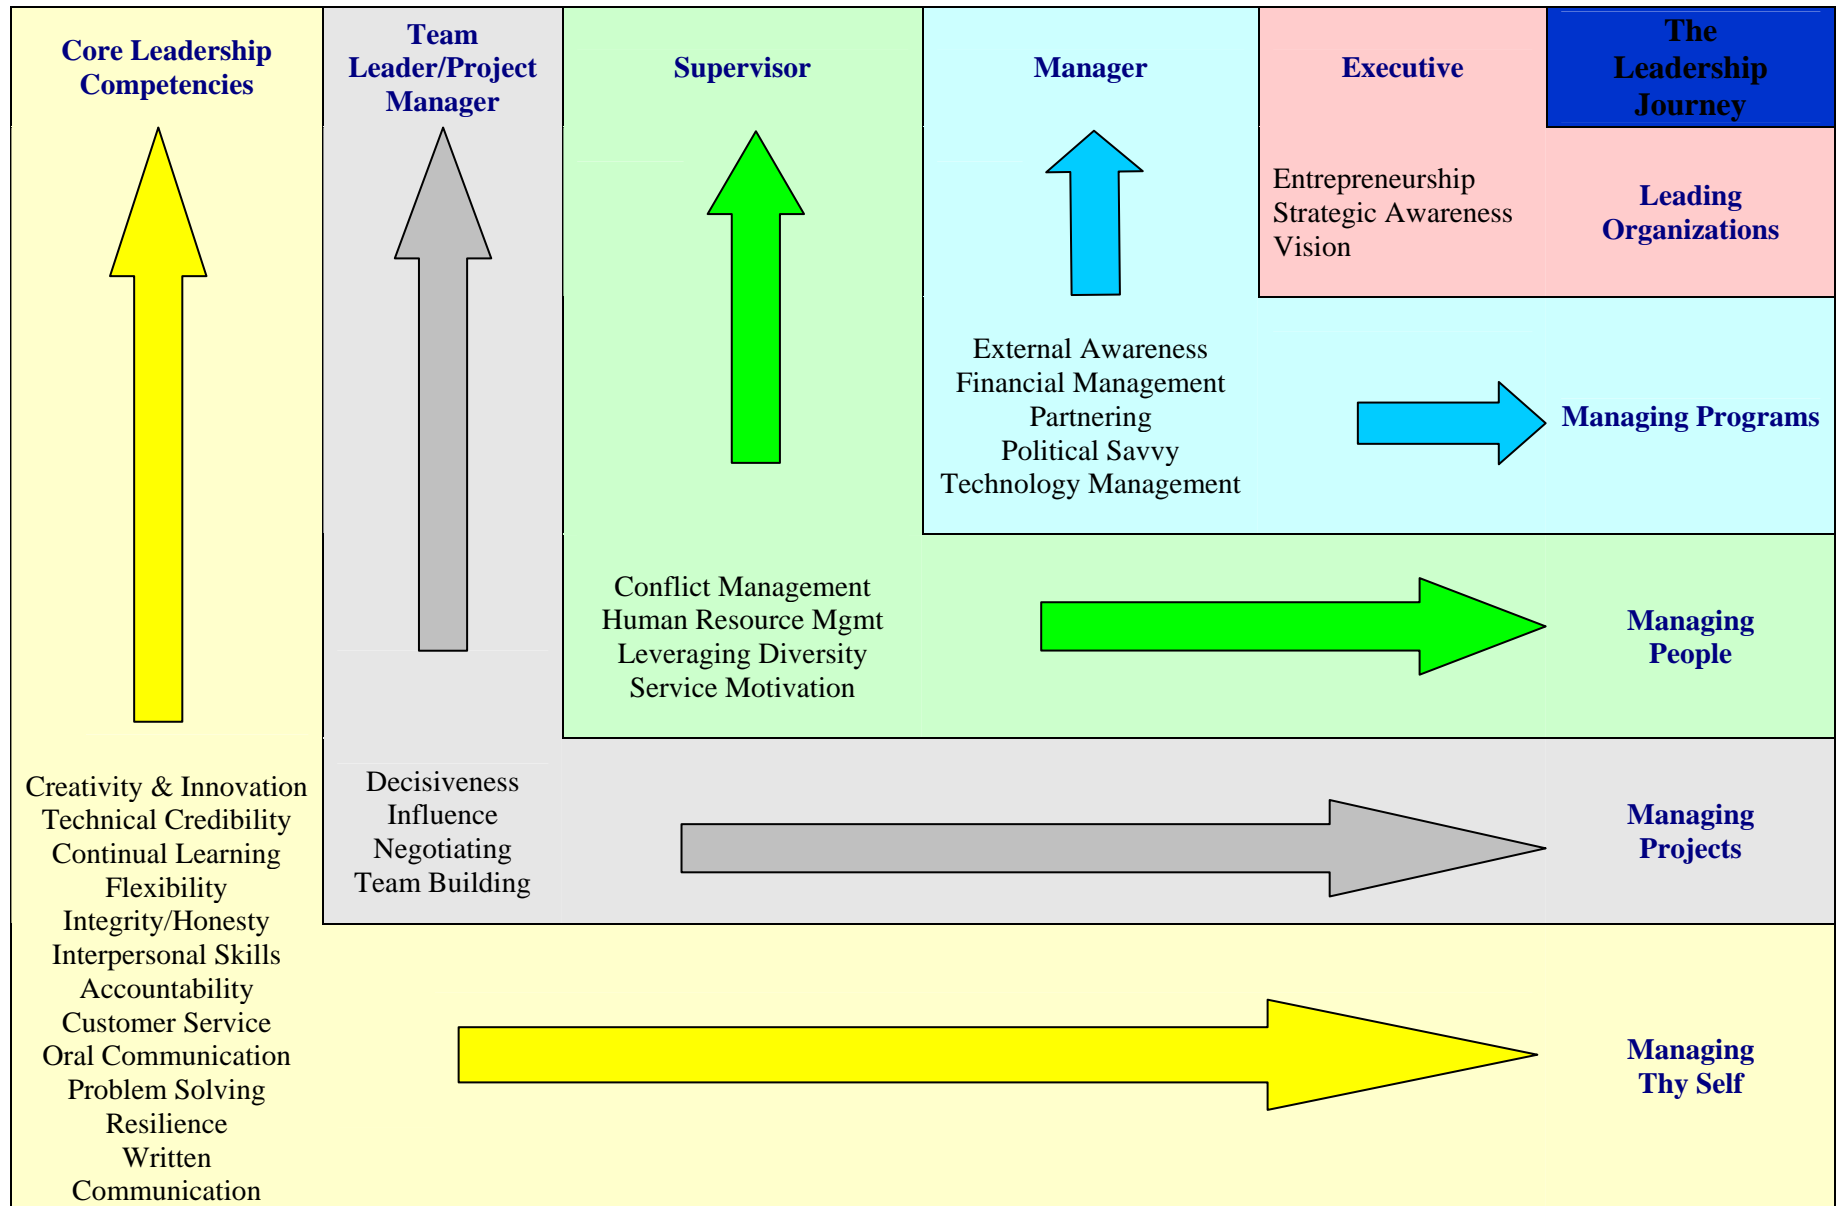 Core Leadership
Competencies
Team
Leader/Project
Manager
Supervisor
Manager
Executive
The
Leadership
Journey
Entrepreneurship
Strategic Awareness
Vision
Leading
Organizations
External Awareness
Financial Management
Partnering
Political Savvy
Technology Management
Managing Programs
Conflict Management
Human Resource Mgmt
Leveraging Diversity
Service Motivation
Managing
People
Creativity & Innovation
Technical Credibility
Continual Learning
Flexibility
Integrity/Honesty
Interpersonal Skills
Accountability
Customer Service
Oral Communication
Problem Solving
Resilience
Written
Communication
Decisiveness
Influence
Negotiating
Team Building
Managing
Projects
Managing
Thy Self